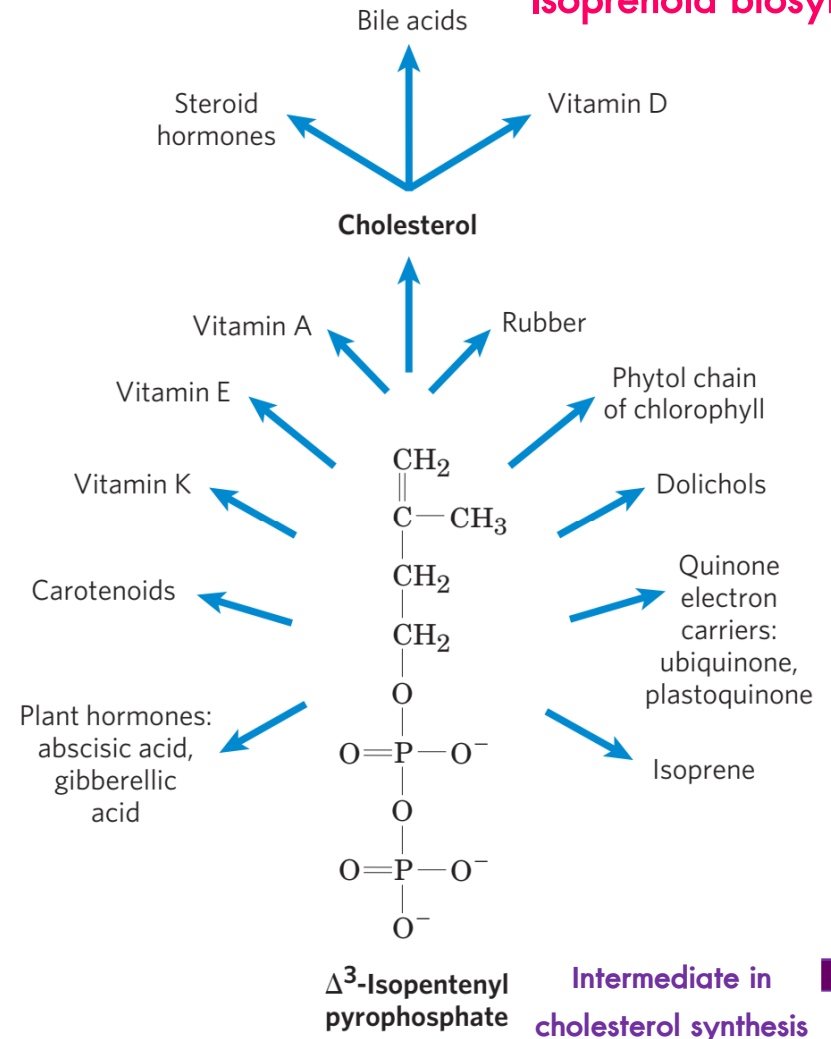 Isoprenoid biosy
Bile acids
Steroid
hormones
Vitamin D
Cholesterol
Vitamin A
Rubber
Vitamin E
Phytol chain
of chlorophyll
Vitamin K
Dolichols
Carotenoids
Quinone
electron
carriers:
ubiquinone,
plastoquinone
Plant hormones:
abscisic acid,
gibberellic
acid
Isoprene
CH₂
C—CH₃
CH₂
CH₂
O
O=P—O⁻
O
O=P—O⁻
O⁻
Δ³-Isopentenyl
pyrophosphate
Intermediate in
cholesterol synthesis